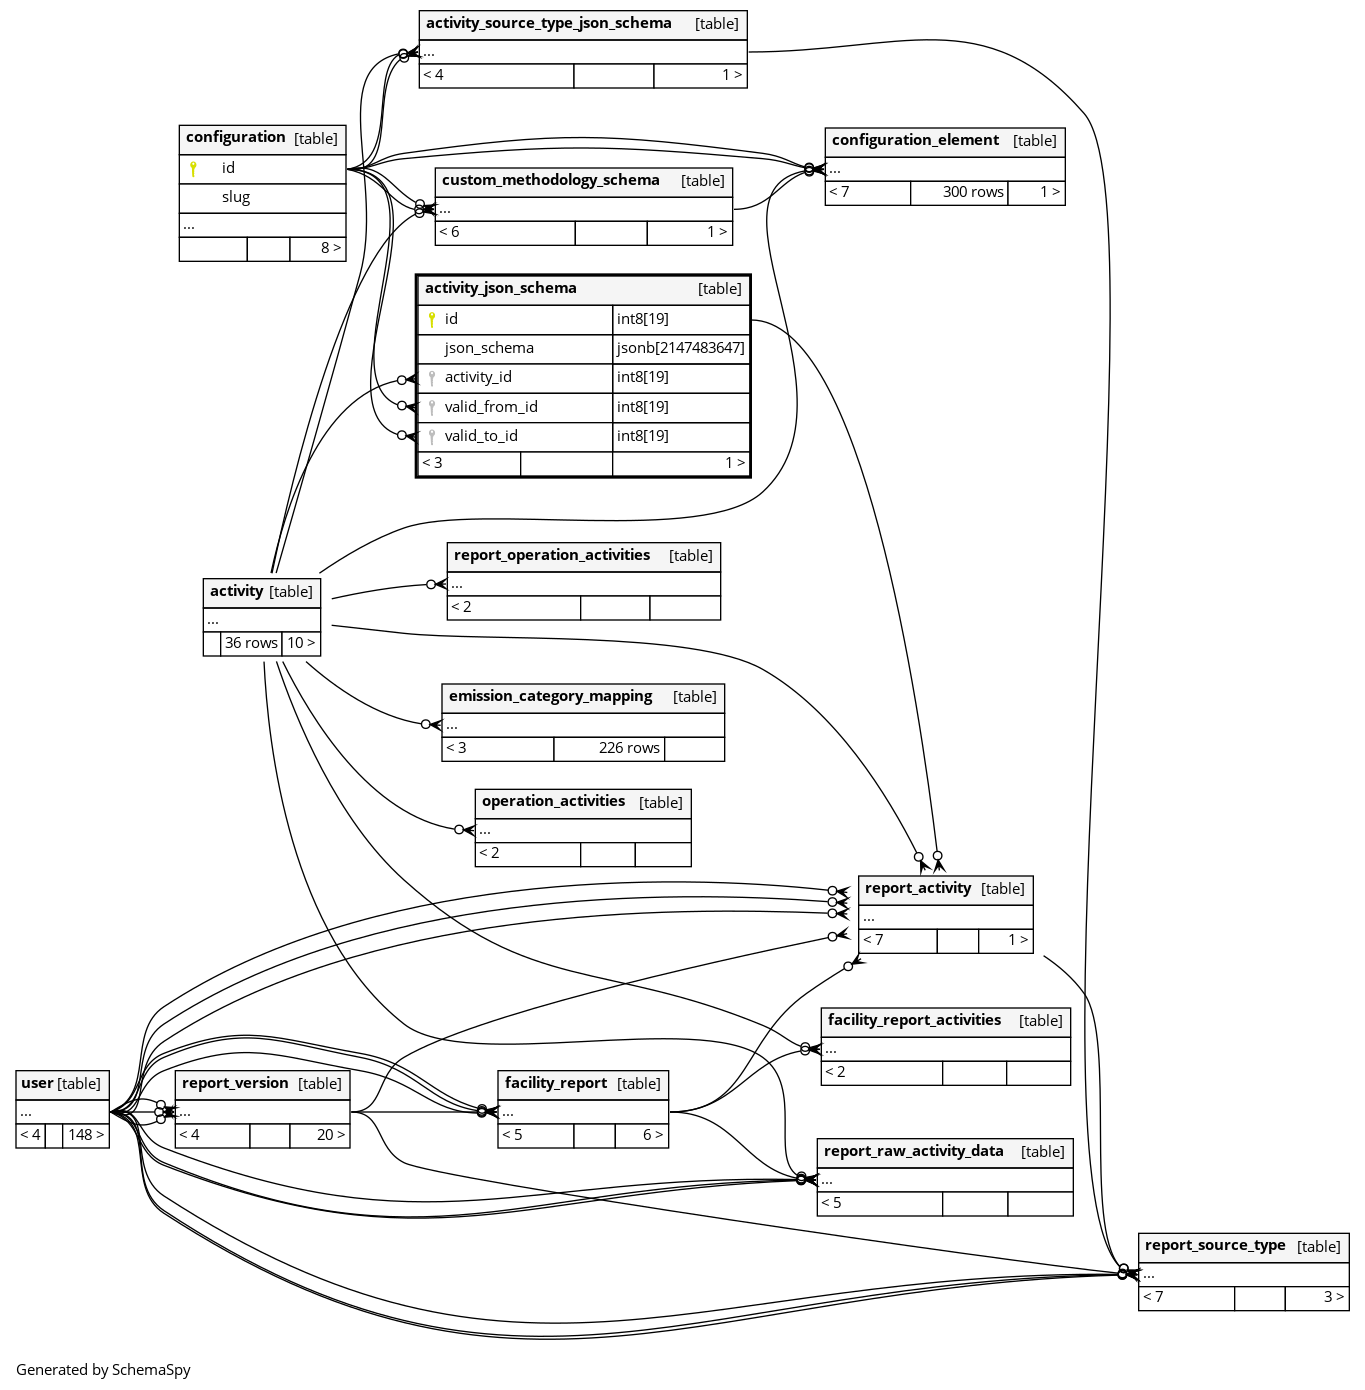 activity_source_type_json_schema [table]
...
< 4 1 >
configuration [table]
id
slug
...
8 >
configuration_element [table]
...
< 7 300 rows 1 >
custom_methodology_schema [table]
...
< 6 1 >
activity_json_schema [table]
id int8[19]
json_schema jsonb[2147483647]
activity_id int8[19]
valid_from_id int8[19]
valid_to_id int8[19]
< 3 1 >
report_operation_activities [table]
...
< 2
activity [table]
...
36 rows 10 >
emission_category_mapping [table]
...
< 3 226 rows
operation_activities [table]
...
< 2
report_activity [table]
...
< 7 1 >
facility_report_activities [table]
...
< 2
user [table]
...
< 4 148 >
report_version [table]
...
< 4 20 >
facility_report [table]
...
< 5 6 >
report_raw_activity_data [table]
...
< 5
report_source_type [table]
...
< 7 3 >
Generated by SchemaSpy